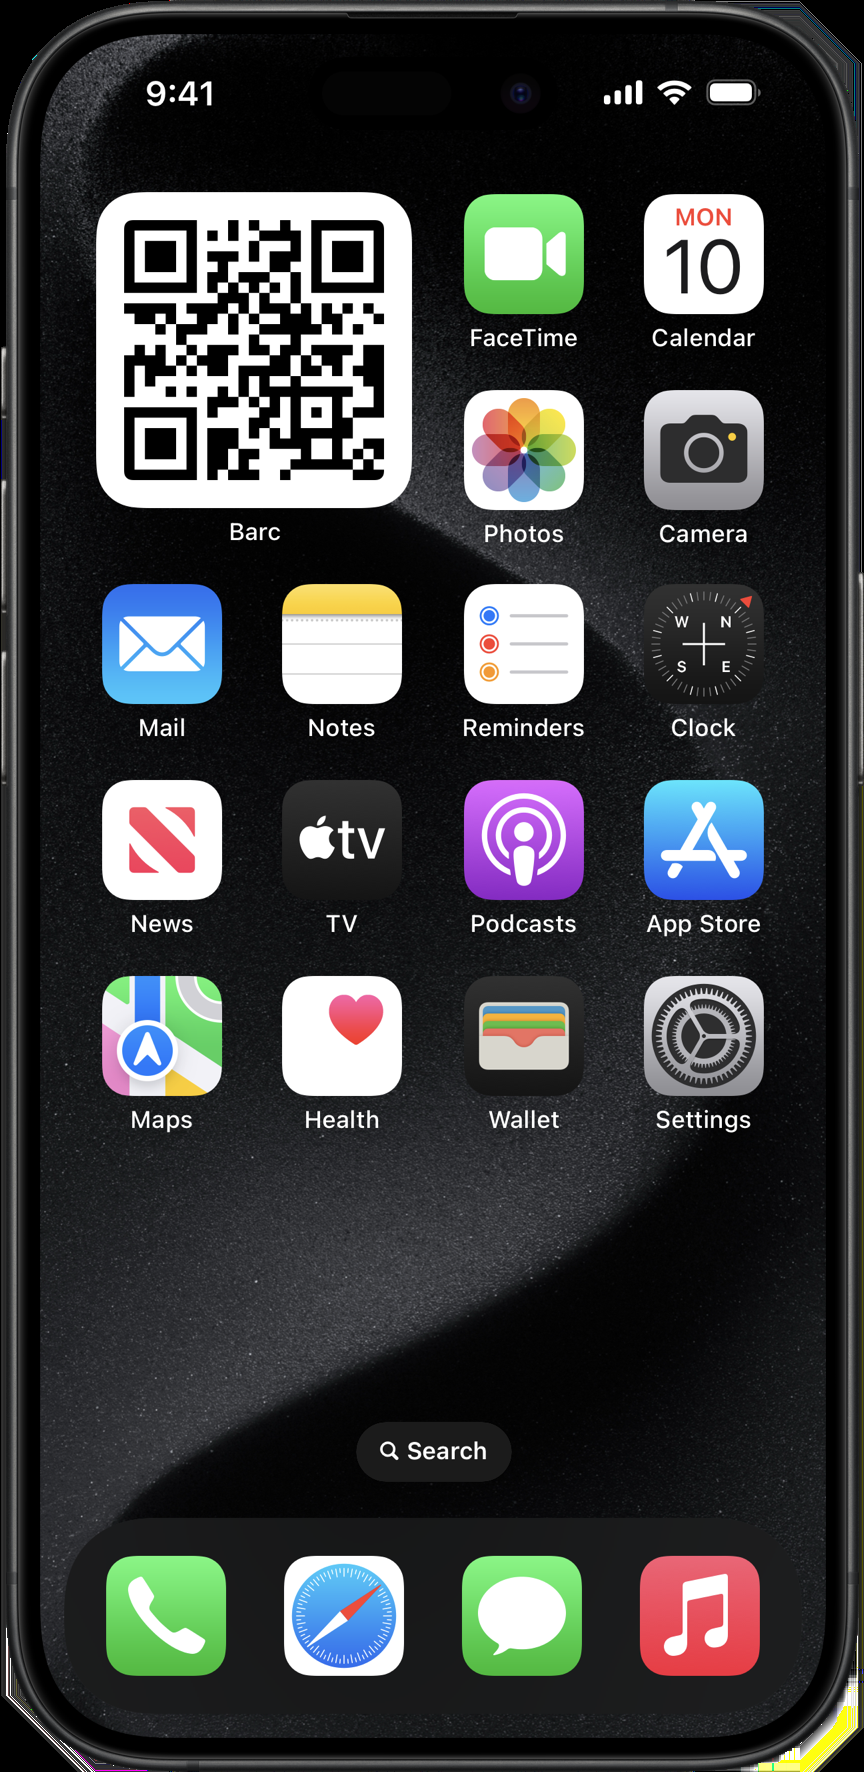 9:41
MON
10
FaceTime
Calendar
Barc
Photos
Camera
W N
S E
Mail
Notes
Reminders
Clock
tv
News
TV
Podcasts
App Store
Maps
Health
Wallet
Settings
Search